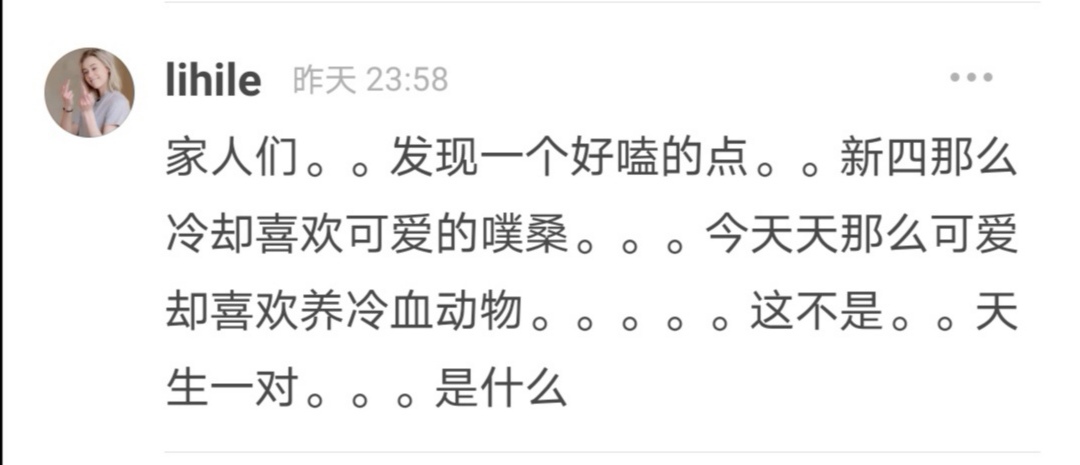 lihile 昨天 23:58
家人们。。发现一个好嗑的点。。新四那么
冷却喜欢可爱的噗桑。。。今天天那么可爱
却喜欢养冷血动物。。。。。这不是。。天
生一对。。。是什么